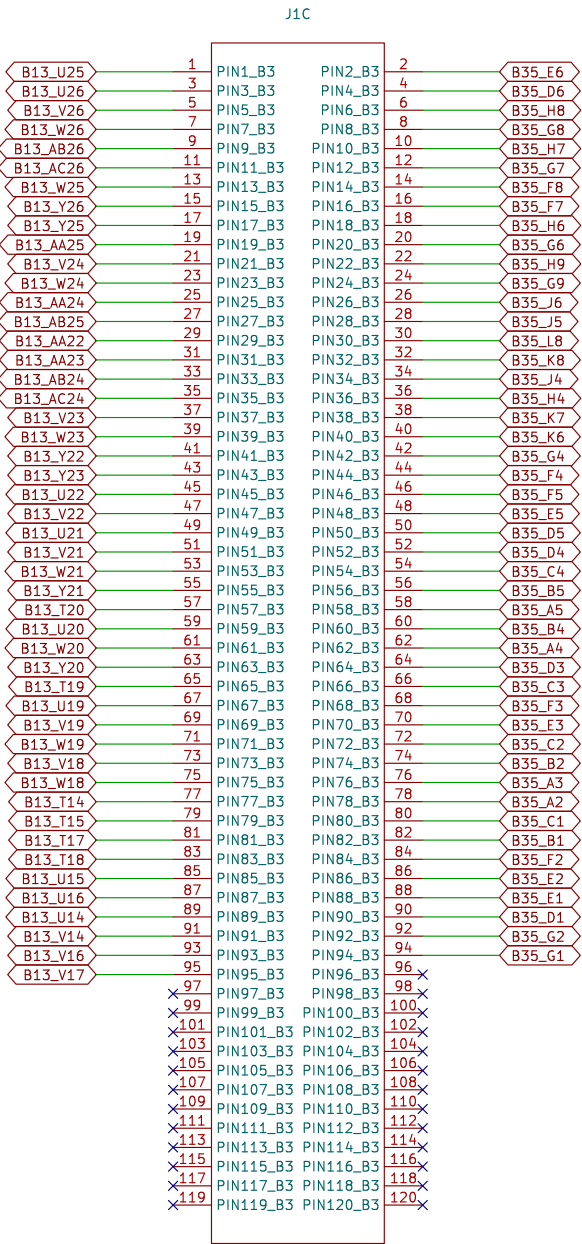 J1C
B13_U25 1 PIN1_B3 PIN2_B3 2 B35_E6
B13_U26 3 PIN3_B3 PIN4_B3 4 B35_D6
B13_V26 5 PIN5_B3 PIN6_B3 6 B35_H8
B13_W26 7 PIN7_B3 PIN8_B3 8 B35_G8
B13_AB26 9 PIN9_B3 PIN10_B3 10 B35_H7
B13_AC26 11 PIN11_B3 PIN12_B3 12 B35_G7
B13_W25 13 PIN13_B3 PIN14_B3 14 B35_F8
B13_Y26 15 PIN15_B3 PIN16_B3 16 B35_F7
B13_Y25 17 PIN17_B3 PIN18_B3 18 B35_H6
B13_AA25 19 PIN19_B3 PIN20_B3 20 B35_G6
B13_V24 21 PIN21_B3 PIN22_B3 22 B35_H9
B13_W24 23 PIN23_B3 PIN24_B3 24 B35_G9
B13_AA24 25 PIN25_B3 PIN26_B3 26 B35_J6
B13_AB25 27 PIN27_B3 PIN28_B3 28 B35_J5
B13_AA22 29 PIN29_B3 PIN30_B3 30 B35_L8
B13_AA23 31 PIN31_B3 PIN32_B3 32 B35_K8
B13_AB24 33 PIN33_B3 PIN34_B3 34 B35_J4
B13_AC24 35 PIN35_B3 PIN36_B3 36 B35_H4
B13_V23 37 PIN37_B3 PIN38_B3 38 B35_K7
B13_W23 39 PIN39_B3 PIN40_B3 40 B35_K6
B13_Y22 41 PIN41_B3 PIN42_B3 42 B35_G4
B13_Y23 43 PIN43_B3 PIN44_B3 44 B35_F4
B13_U22 45 PIN45_B3 PIN46_B3 46 B35_F5
B13_V22 47 PIN47_B3 PIN48_B3 48 B35_E5
B13_U21 49 PIN49_B3 PIN50_B3 50 B35_D5
B13_V21 51 PIN51_B3 PIN52_B3 52 B35_D4
B13_W21 53 PIN53_B3 PIN54_B3 54 B35_C4
B13_Y21 55 PIN55_B3 PIN56_B3 56 B35_B5
B13_T20 57 PIN57_B3 PIN58_B3 58 B35_A5
B13_U20 59 PIN59_B3 PIN60_B3 60 B35_B4
B13_W20 61 PIN61_B3 PIN62_B3 62 B35_A4
B13_Y20 63 PIN63_B3 PIN64_B3 64 B35_D3
B13_T19 65 PIN65_B3 PIN66_B3 66 B35_C3
B13_U19 67 PIN67_B3 PIN68_B3 68 B35_F3
B13_V19 69 PIN69_B3 PIN70_B3 70 B35_E3
B13_W19 71 PIN71_B3 PIN72_B3 72 B35_C2
B13_V18 73 PIN73_B3 PIN74_B3 74 B35_B2
B13_W18 75 PIN75_B3 PIN76_B3 76 B35_A3
B13_T14 77 PIN77_B3 PIN78_B3 78 B35_A2
B13_T15 79 PIN79_B3 PIN80_B3 80 B35_C1
B13_T17 81 PIN81_B3 PIN82_B3 82 B35_B1
B13_T18 83 PIN83_B3 PIN84_B3 84 B35_F2
B13_U15 85 PIN85_B3 PIN86_B3 86 B35_E2
B13_U16 87 PIN87_B3 PIN88_B3 88 B35_E1
B13_U14 89 PIN89_B3 PIN90_B3 90 B35_D1
B13_V14 91 PIN91_B3 PIN92_B3 92 B35_G2
B13_V16 93 PIN93_B3 PIN94_B3 94 B35_G1
B13_V17 95 PIN95_B3 PIN96_B3 96
97 PIN97_B3 PIN98_B3 98
99 PIN99_B3 PIN100_B3 100
101 PIN101_B3 PIN102_B3 102
103 PIN103_B3 PIN104_B3 104
105 PIN105_B3 PIN106_B3 106
107 PIN107_B3 PIN108_B3 108
109 PIN109_B3 PIN110_B3 110
111 PIN111_B3 PIN112_B3 112
113 PIN113_B3 PIN114_B3 114
115 PIN115_B3 PIN116_B3 116
117 PIN117_B3 PIN118_B3 118
119 PIN119_B3 PIN120_B3 120